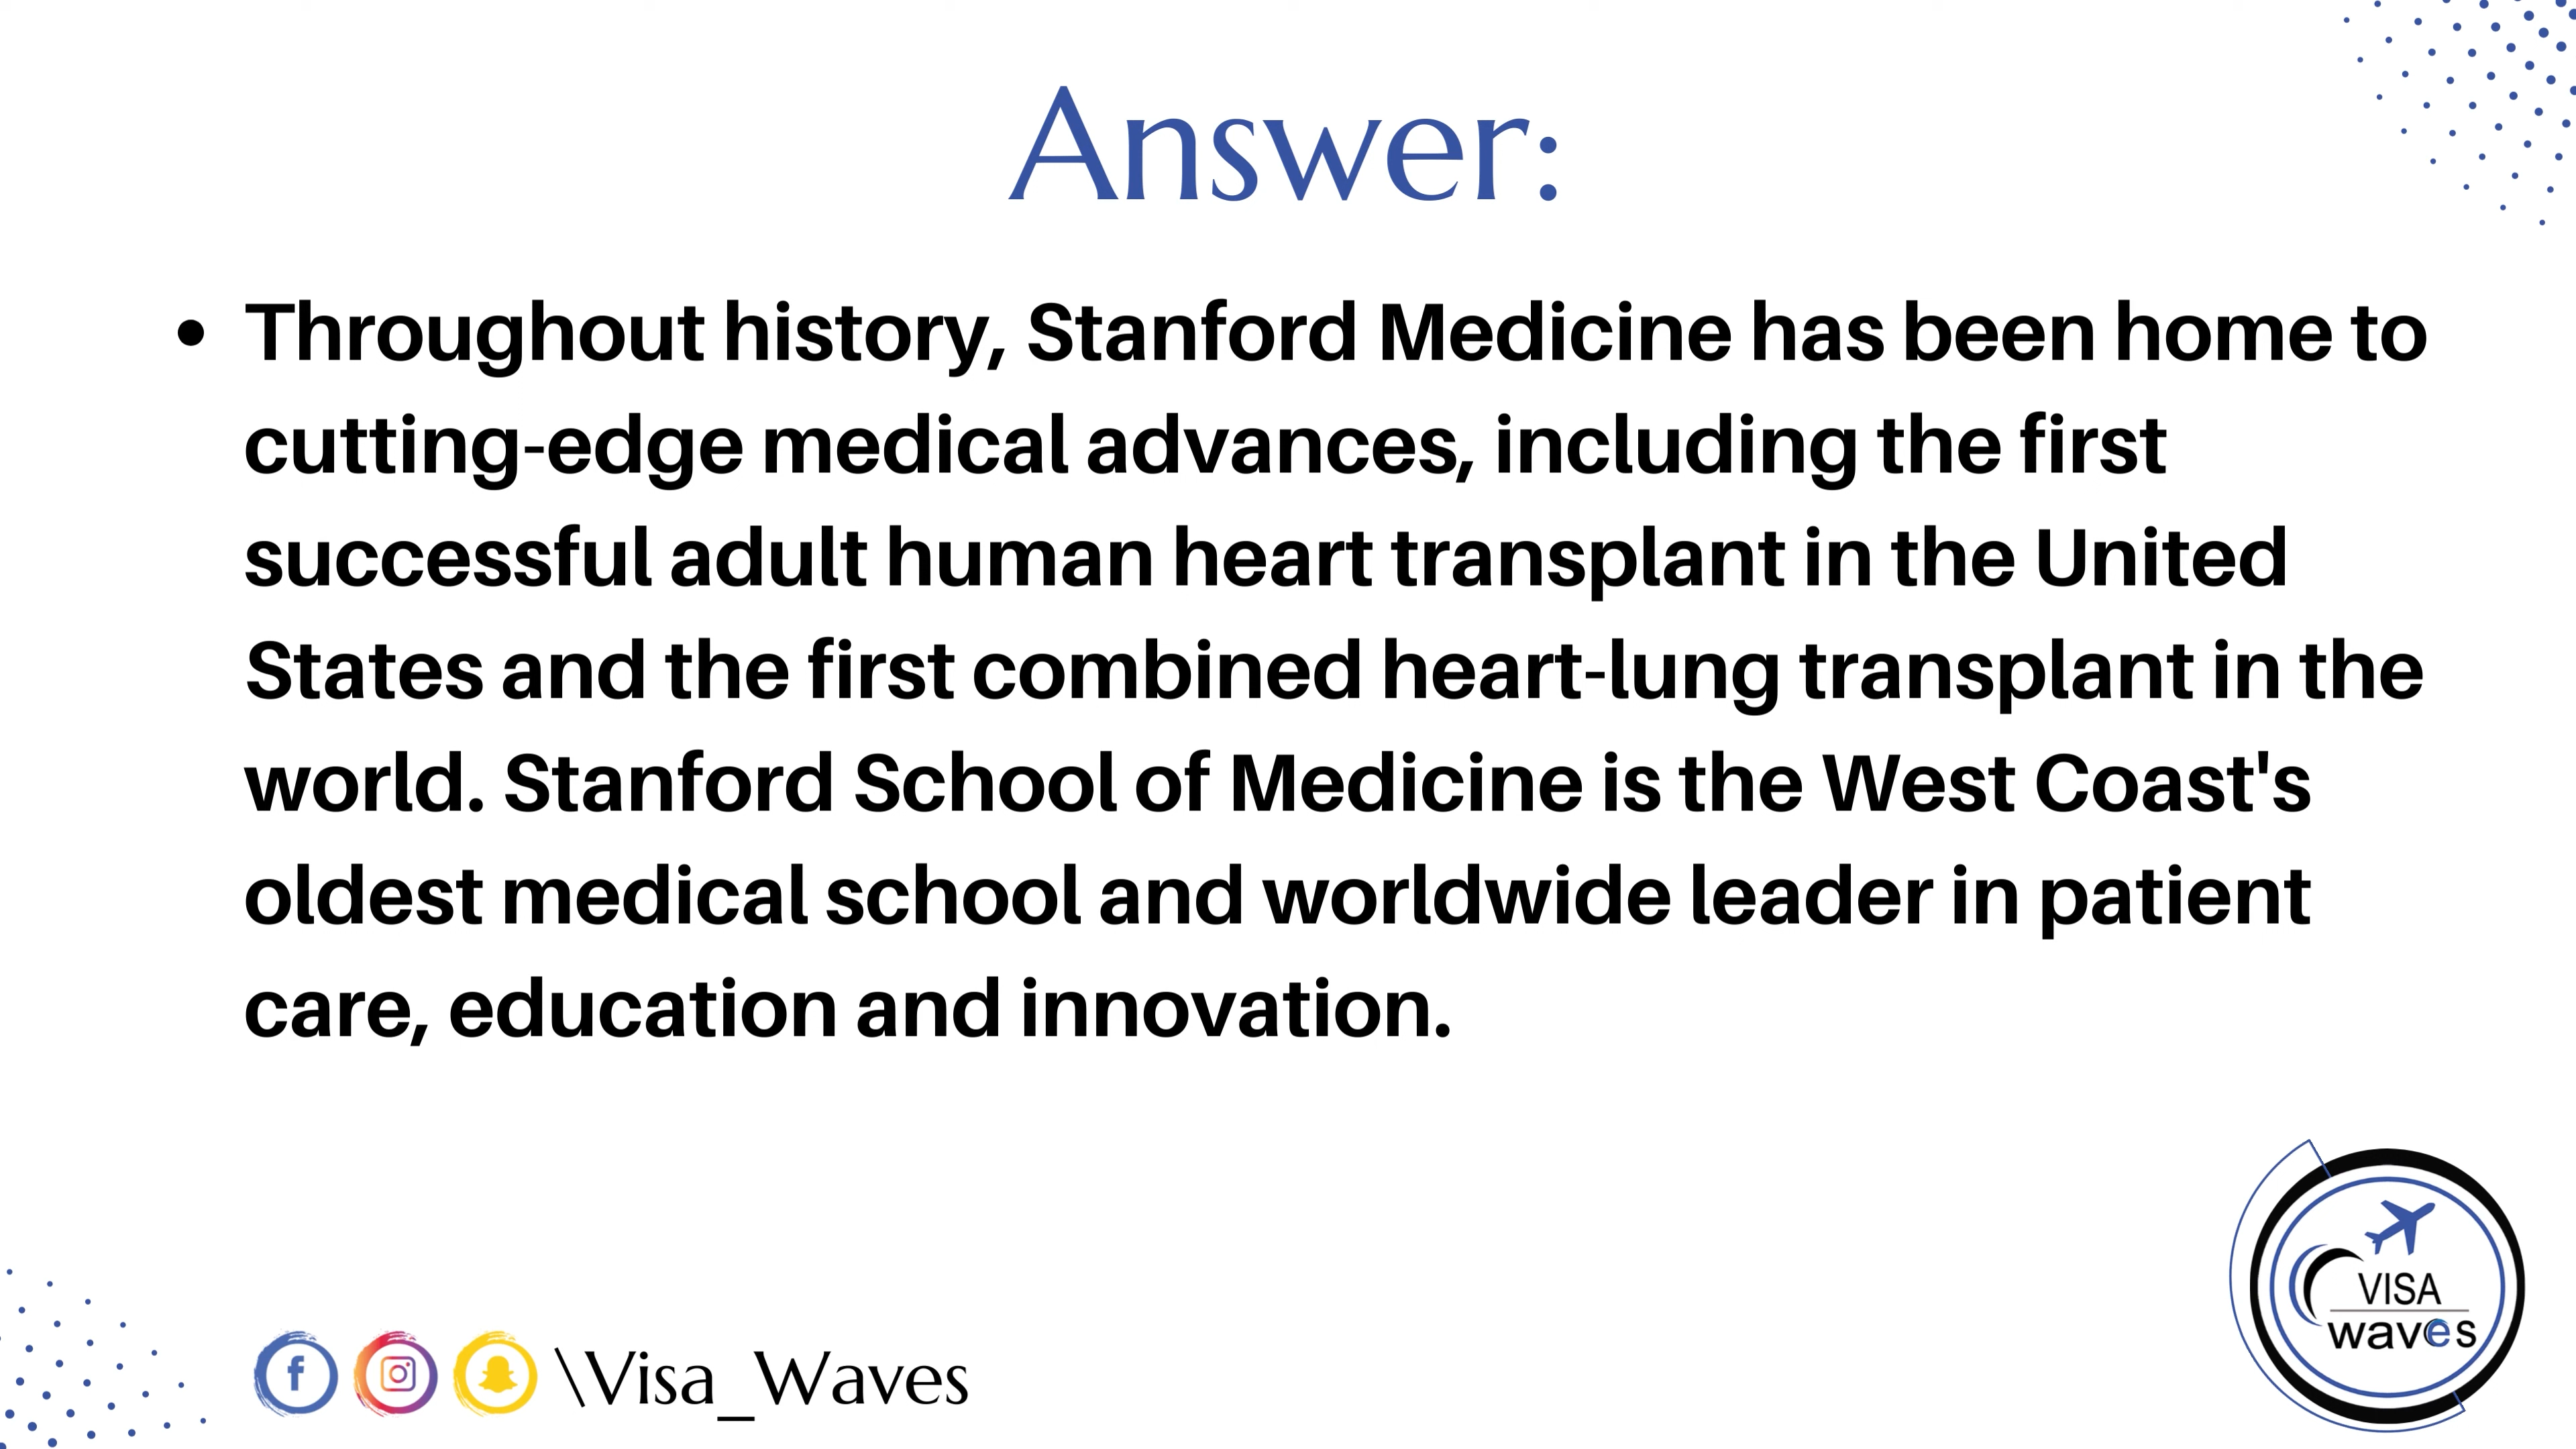 Answer:
• Throughout history, Stanford Medicine has been home to
cutting-edge medical advances, including the first
successful adult human heart transplant in the United
States and the first combined heart-lung transplant in the
world. Stanford School of Medicine is the West Coast's
oldest medical school and worldwide leader in patient
care, education and innovation.
VISA
waves
\Visa_Waves